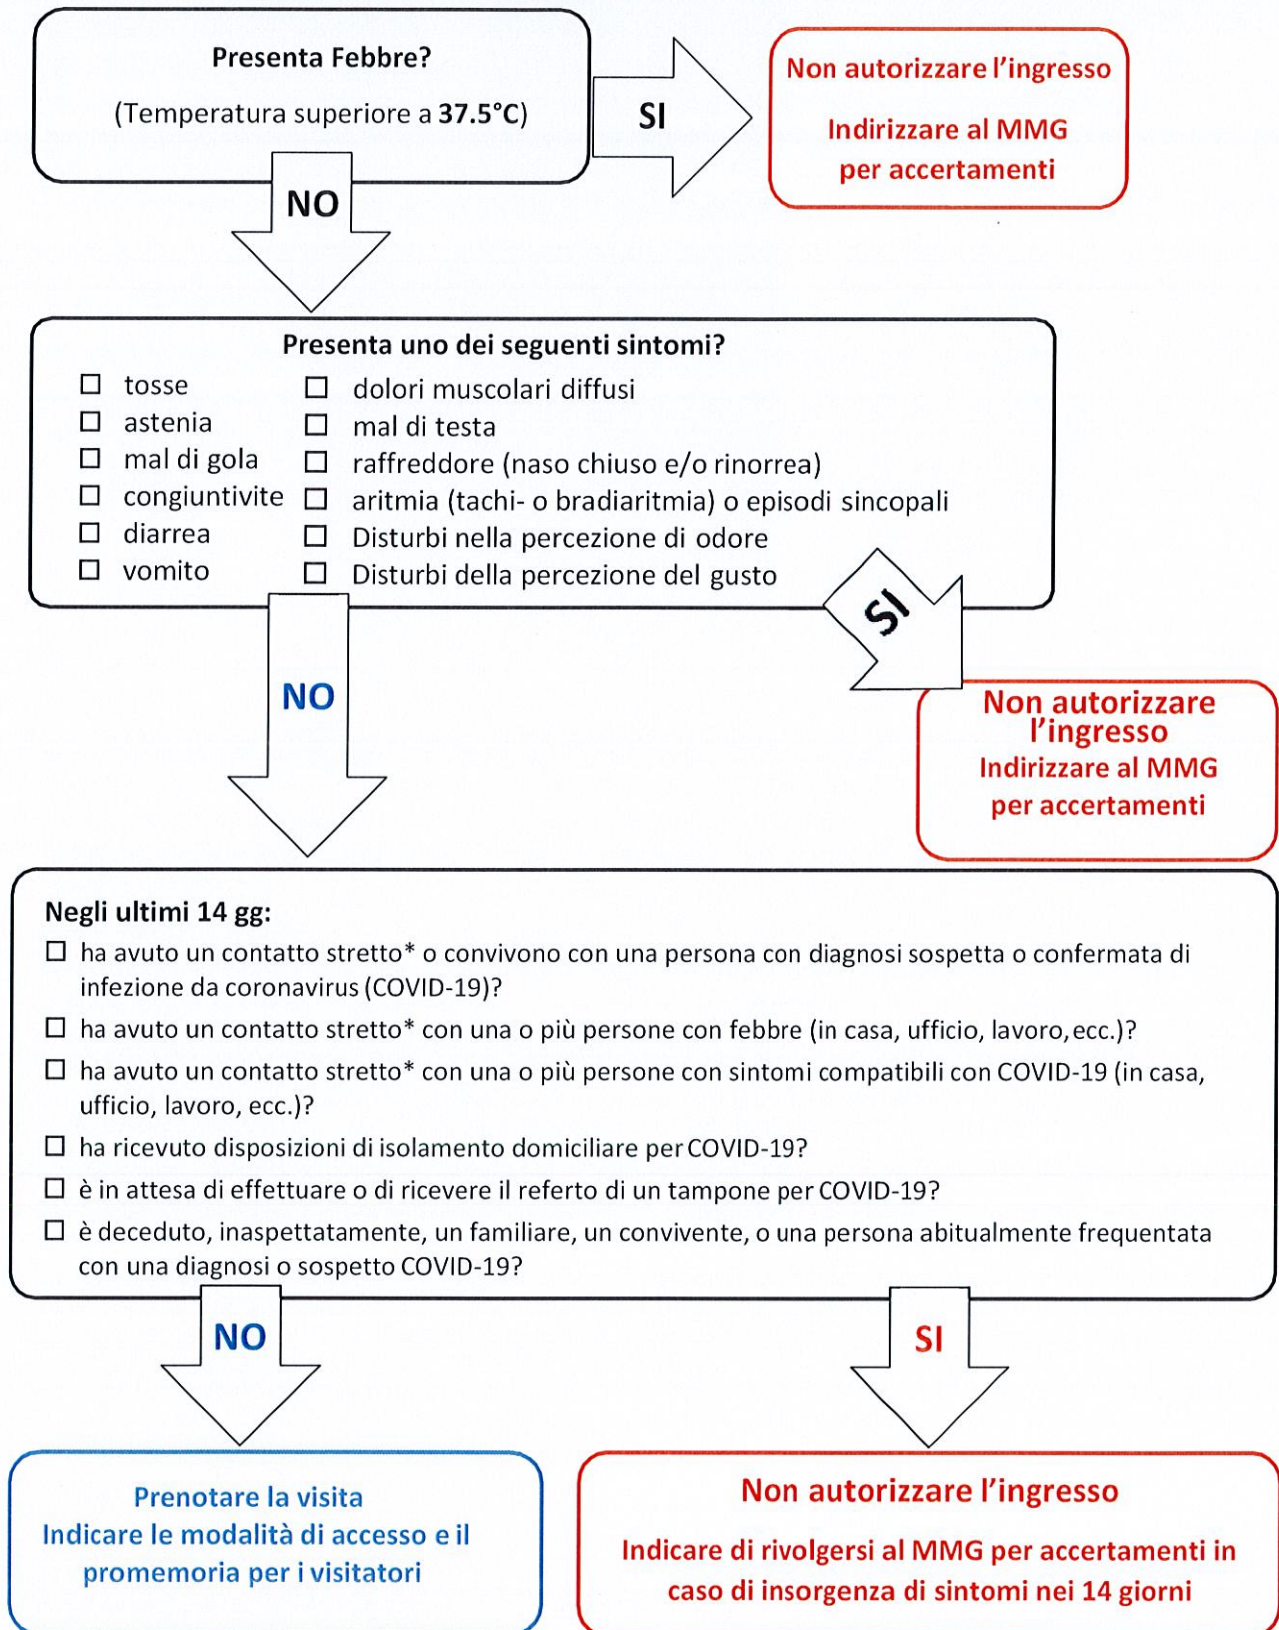 Presenta Febbre?
(Temperatura superiore a 37.5°C)
SI
Non autorizzare l'ingresso
Indirizzare al MMG
per accertamenti
NO
Presenta uno dei seguenti sintomi?
☐ tosse
☐ astenia
☐ mal di gola
☐ congiuntivite
☐ diarrea
☐ vomito
☐ dolori muscolari diffusi
☐ mal di testa
☐ raffreddore (naso chiuso e/o rinorrea)
☐ aritmia (tachi- o bradiaritmia) o episodi sincopali
☐ Disturbi nella percezione di odore
☐ Disturbi della percezione del gusto
SI
NO
Non autorizzare
l'ingresso
Indirizzare al MMG
per accertamenti
Negli ultimi 14 gg:
☐ ha avuto un contatto stretto* o convivono con una persona con diagnosi sospetta o confermata di
infezione da coronavirus (COVID-19)?
☐ ha avuto un contatto stretto* con una o più persone con febbre (in casa, ufficio, lavoro, ecc.)?
☐ ha avuto un contatto stretto* con una o più persone con sintomi compatibili con COVID-19 (in casa,
ufficio, lavoro, ecc.)?
☐ ha ricevuto disposizioni di isolamento domiciliare per COVID-19?
☐ è in attesa di effettuare o di ricevere il referto di un tampone per COVID-19?
☐ è deceduto, inaspettatamente, un familiare, un convivente, o una persona abitualmente frequentata
con una diagnosi o sospetto COVID-19?
NO
SI
Prenotare la visita
Indicare le modalità di accesso e il
promemoria per i visitatori
Non autorizzare l'ingresso
Indicare di rivolgersi al MMG per accertamenti in
caso di insorgenza di sintomi nei 14 giorni